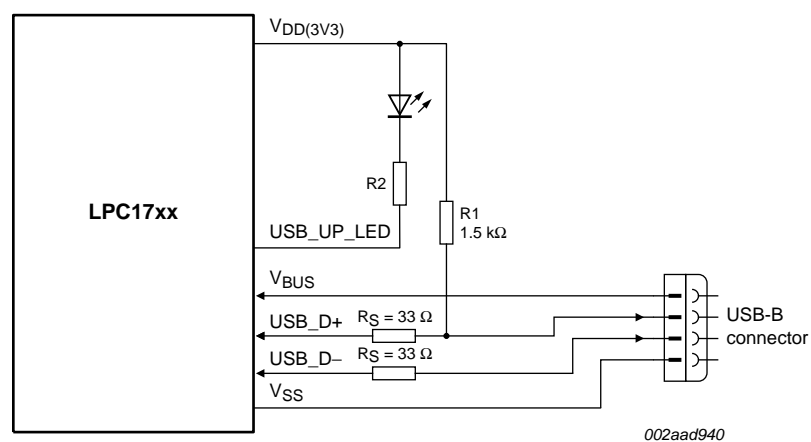 VDD(3V3)
R2
LPC17xx
R1
1.5 kΩ
USB_UP_LED
VBUS
USB_D+ RS = 33 Ω
USB-B
connector
USB_D− RS = 33 Ω
VSS
002aad940